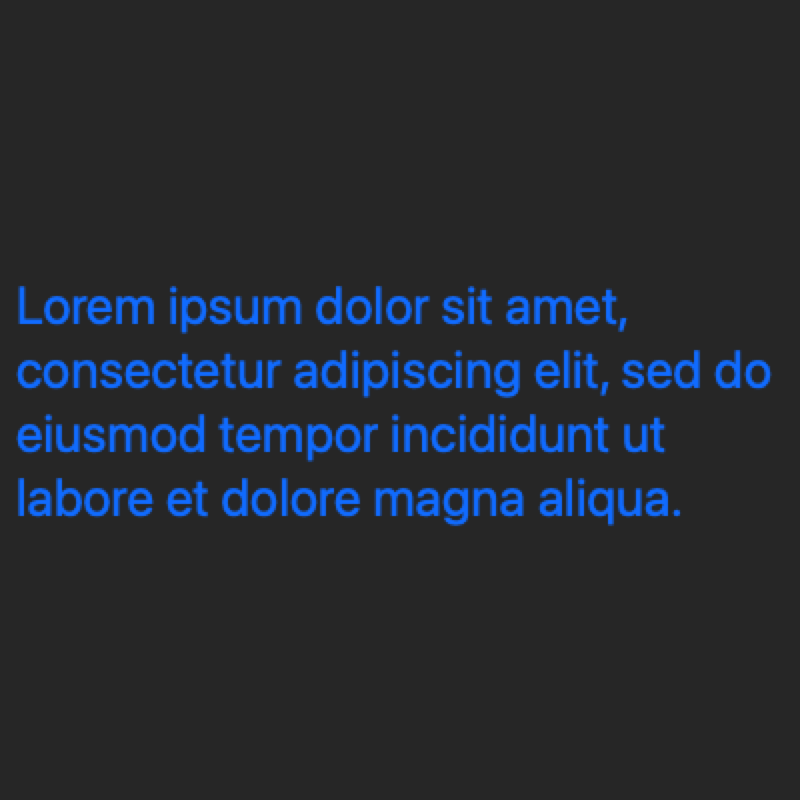 Lorem ipsum dolor sit amet,
consectetur adipiscing elit, sed do
eiusmod tempor incididunt ut
labore et dolore magna aliqua.